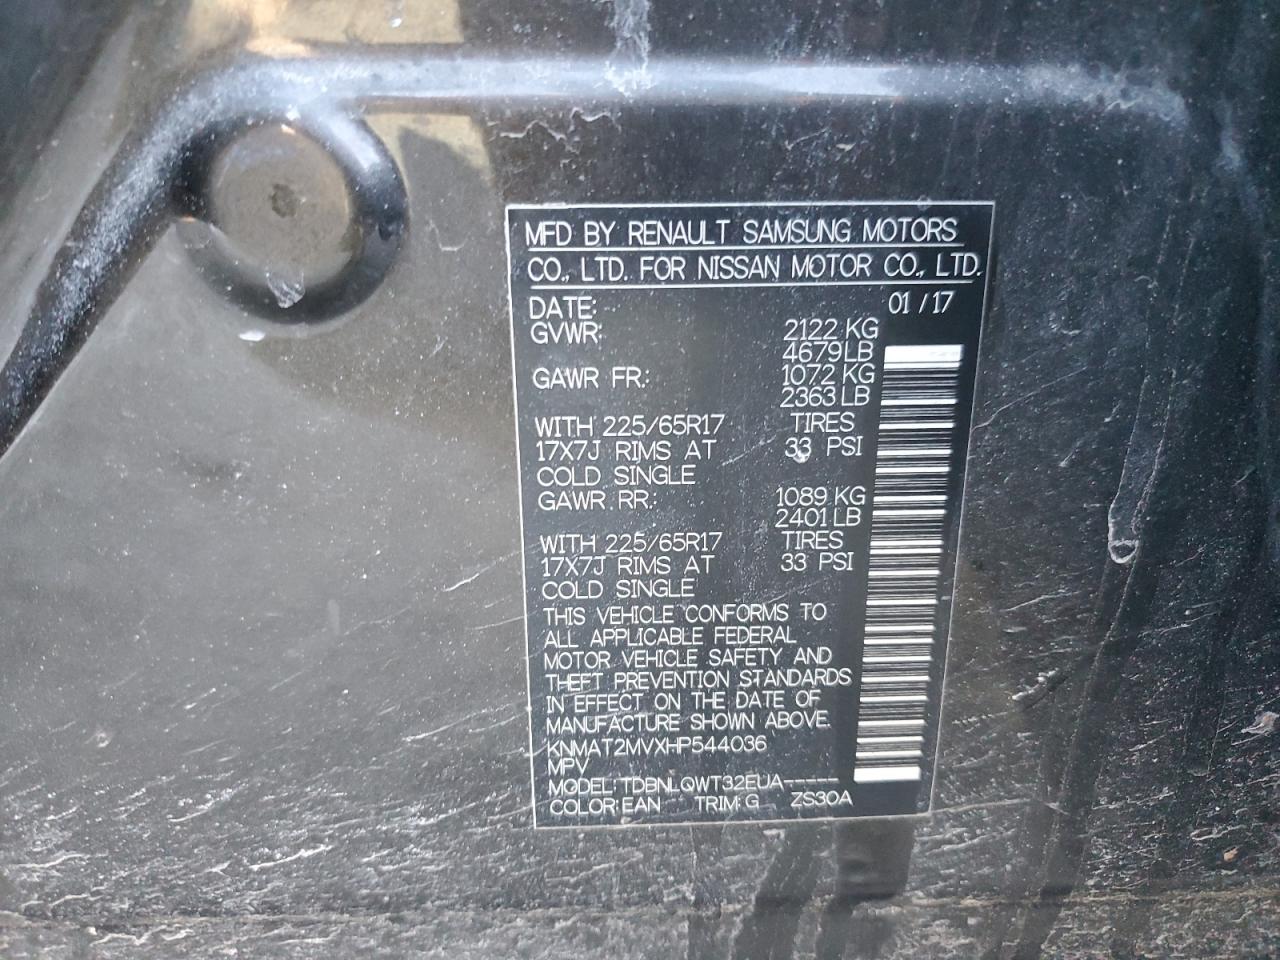 MFD BY RENAULT SAMSUNG MOTORS
CO., LTD. FOR NISSAN MOTOR CO., LTD.
DATE: 01 / 17
GVWR: 2122 KG
4679 LB
GAWR FR.: 1072 KG
2363 LB
WITH 225/65R17 TIRES
17X7J RIMS AT 33 PSI
COLD SINGLE
GAWR RR.: 1089 KG
2401 LB
WITH 225/65R17 TIRES
17X7J RIMS AT 33 PSI
COLD SINGLE
THIS VEHICLE CONFORMS TO
ALL APPLICABLE FEDERAL
MOTOR VEHICLE SAFETY AND
THEFT PREVENTION STANDARDS
IN EFFECT ON THE DATE OF
MANUFACTURE SHOWN ABOVE.
KNMAT2MVXHP544036
MPV
MODEL: TDBNLQWT32EUA-----
COLOR: EAN TRIM: G ZS30A